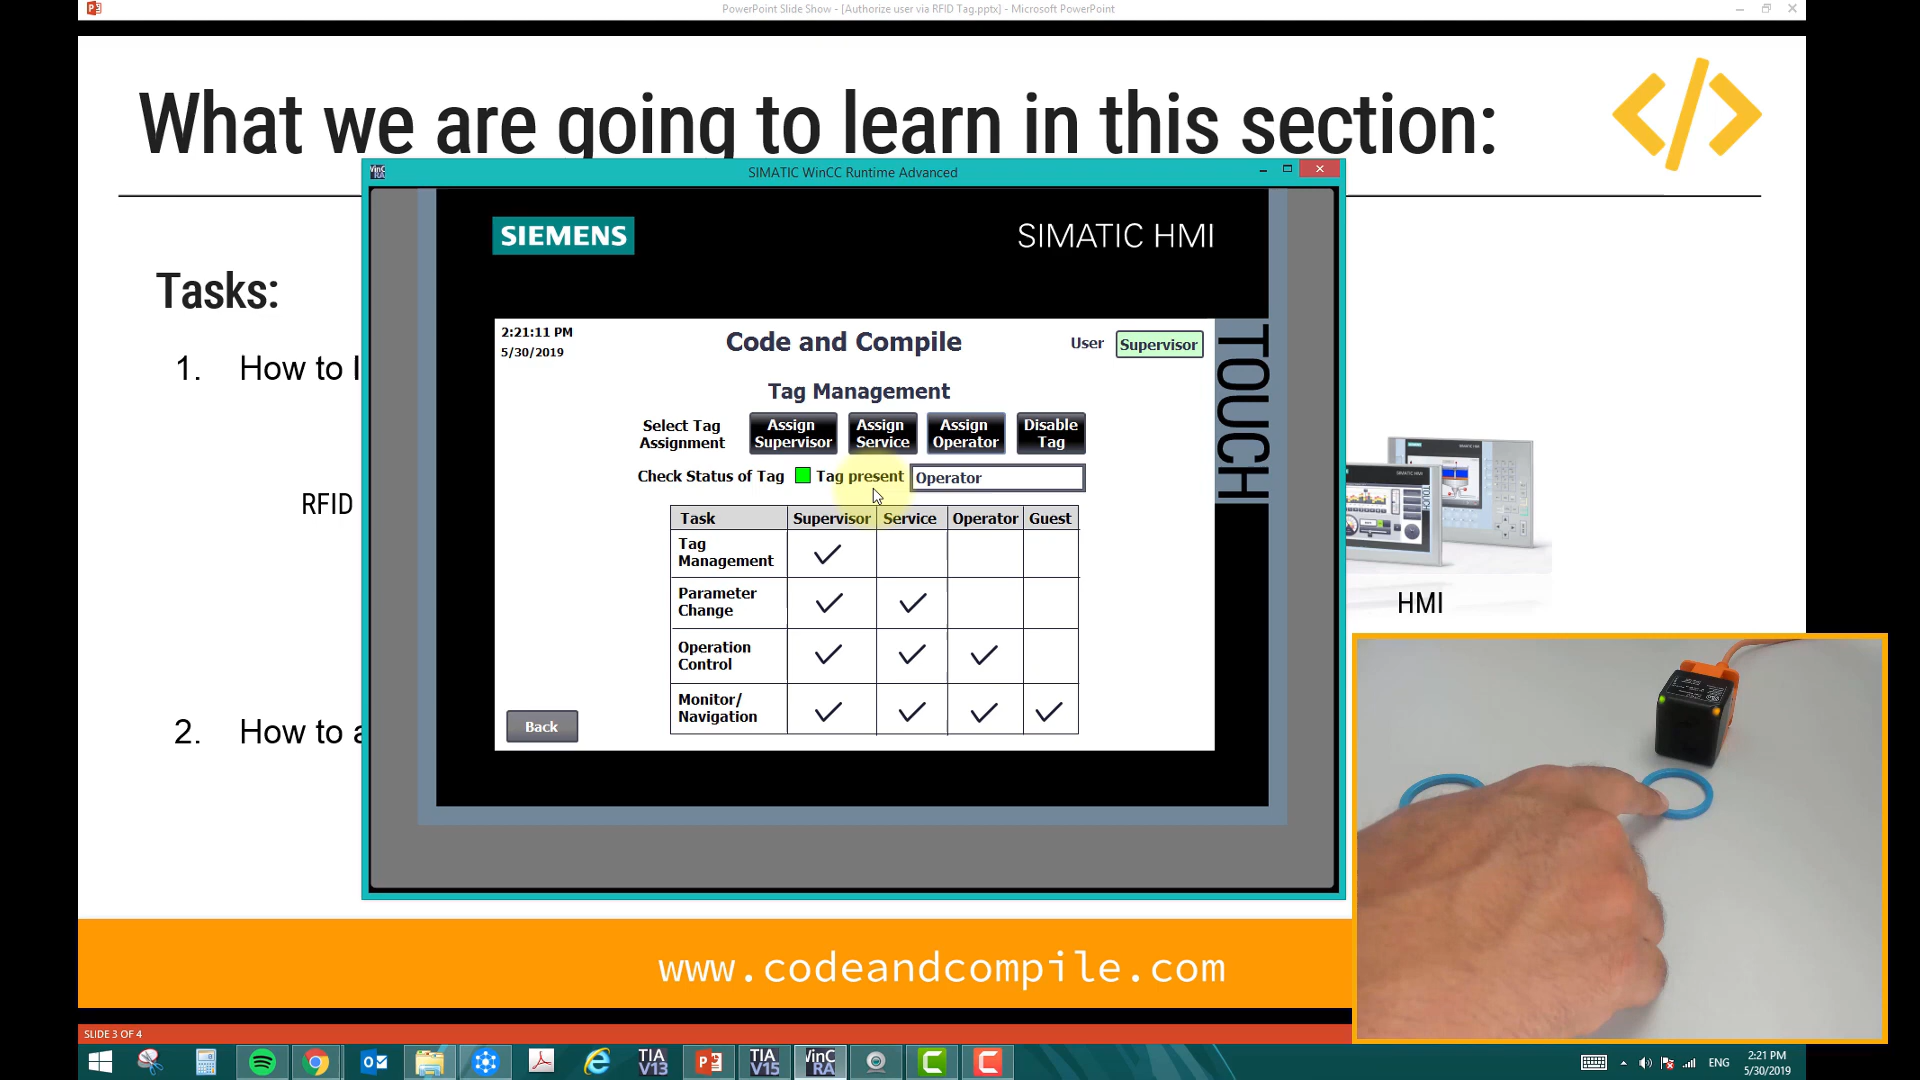 PowerPoint Slide Show - [Authorize user via RFID Tag.pptx] - Microsoft PowerPoint
What we are going to learn in this section:
SIMATIC WinCC Runtime Advanced
SIEMENS
SIMATIC HMI
TOUCH
Tasks:
1. How to l
RFID
2. How to a
HMI
2:21:11 PM
5/30/2019
Code and Compile
User
Supervisor
Tag Management
Select Tag Assignment
Assign Supervisor
Assign Service
Assign Operator
Disable Tag
Check Status of Tag
Tag present
Operator
Task Supervisor Service Operator Guest
Tag Management
Parameter Change
Operation Control
Monitor/ Navigation
Back
www.codeandcompile.com
SLIDE 3 OF 4
TIA V13
TIA V15
WinC RA
ENG
2:21 PM
5/30/2019